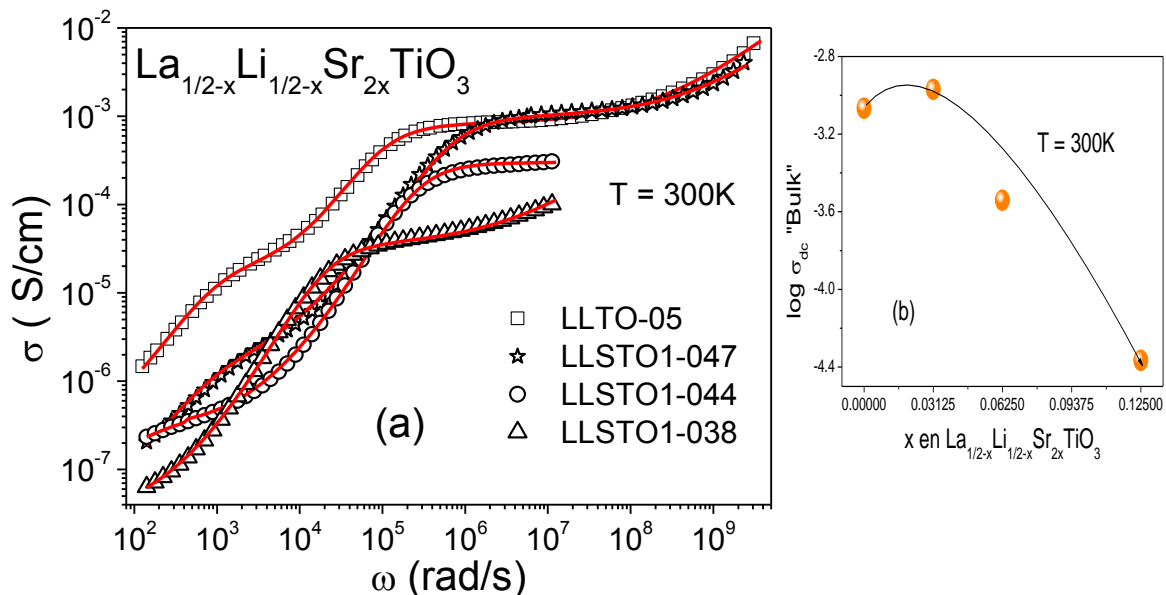 La1/2-xLi1/2-xSr2xTiO3
T = 300K
LLTO-05
LLSTO1-047
LLSTO1-044
LLSTO1-038
(a)
σ ( S/cm)
10^-2
10^-3
10^-4
10^-5
10^-6
10^-7
10^2 10^3 10^4 10^5 10^6 10^7 10^8 10^9
ω (rad/s)
T = 300K
(b)
log σdc "Bulk"
-2.8
-3.2
-3.6
-4.0
-4.4
0.00000 0.03125 0.06250 0.09375 0.12500
x en La1/2-xLi1/2-xSr2xTiO3